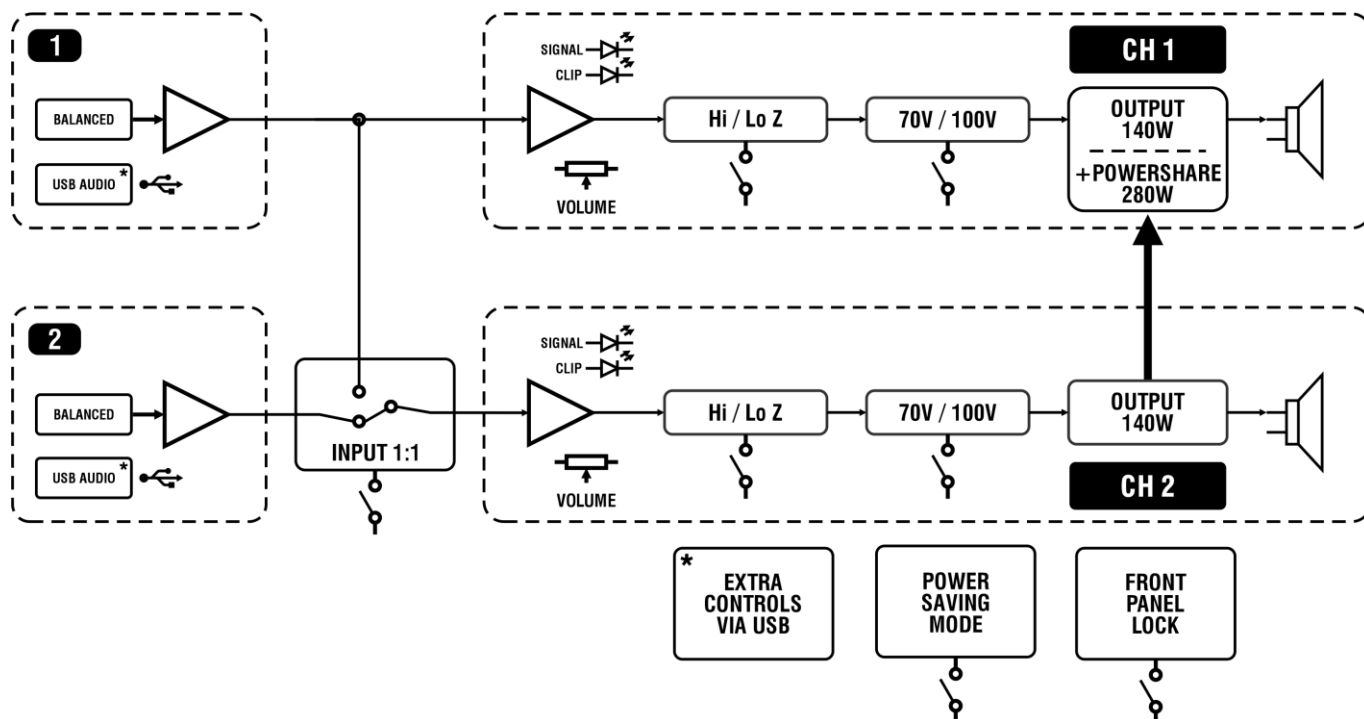 1
BALANCED
USB AUDIO *
SIGNAL
CLIP
VOLUME
Hi / Lo Z
70V / 100V
CH 1
OUTPUT
140W
+POWERSHARE
280W
2
BALANCED
USB AUDIO *
INPUT 1:1
SIGNAL
CLIP
VOLUME
Hi / Lo Z
70V / 100V
OUTPUT
140W
CH 2
*
EXTRA
CONTROLS
VIA USB
POWER
SAVING
MODE
FRONT
PANEL
LOCK